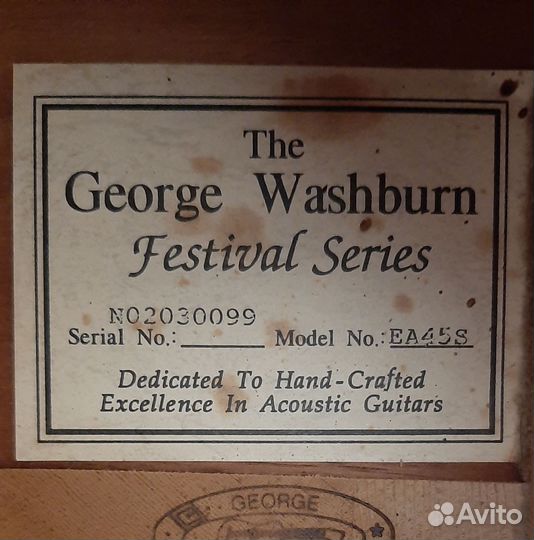 The
George Washburn
Festival Series
NO2030099
Serial No.: Model No.: EA45S
Dedicated To Hand-Crafted
Excellence In Acoustic Guitars
GEORGE
Avito